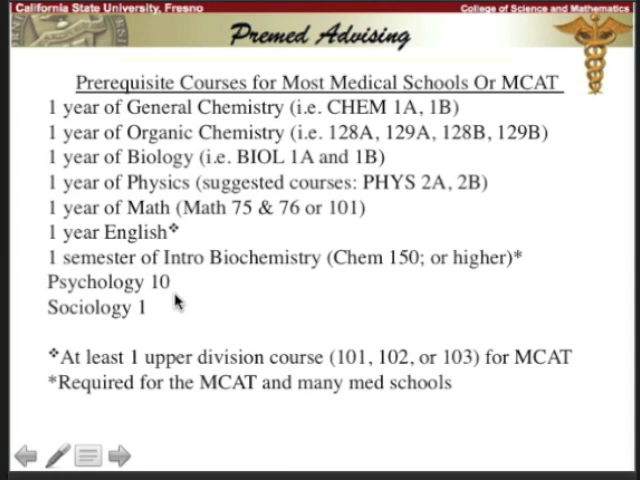 California State University, Fresno
College of Science and Mathematics
Premed Advising
Prerequisite Courses for Most Medical Schools Or MCAT
1 year of General Chemistry (i.e. CHEM 1A, 1B)
1 year of Organic Chemistry (i.e. 128A, 129A, 128B, 129B)
1 year of Biology (i.e. BIOL 1A and 1B)
1 year of Physics (suggested courses: PHYS 2A, 2B)
1 year of Math (Math 75 & 76 or 101)
1 year English❖
1 semester of Intro Biochemistry (Chem 150; or higher)*
Psychology 10
Sociology 1
❖At least 1 upper division course (101, 102, or 103) for MCAT
*Required for the MCAT and many med schools